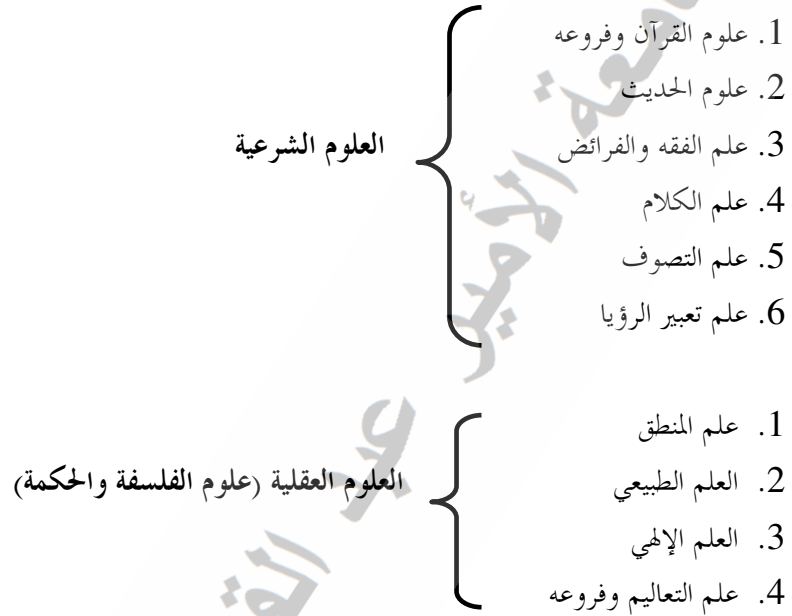 1. علوم القرآن وفروعه
2. علوم الحديث
3. علم الفقه والفرائض
العلوم الشرعية
4. علم الكلام
5. علم التصوف
6. علم تعبير الرؤيا
1. علم المنطق
2. العلم الطبيعي
العلوم العقلية (علوم الفلسفة والحكمة)
3. العلم الإلهي
4. علم التعاليم وفروعه
الأمير
عبد